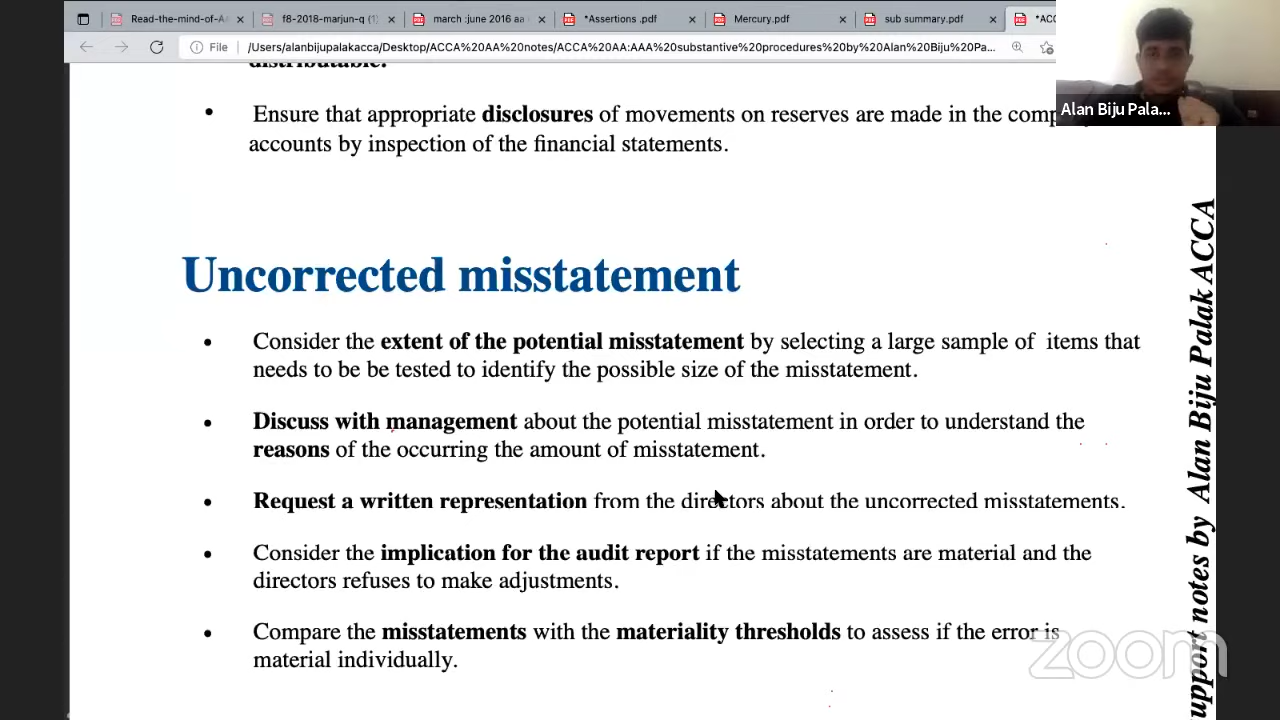 Read-the-mind-of-A
f8-2018-marjun-q (1)
march :june 2016 aa
*Assertions .pdf
Mercury.pdf
sub summary.pdf
*ACC
File
/Users/alanbijupalakacca/Desktop/ACCA%20AA%20notes/ACCA%20AA:AAA%20substantive%20procedures%20by%20Alan%20Biju%20Pa...
Alan Biju Pala...
distributable.
• Ensure that appropriate disclosures of movements on reserves are made in the comp
accounts by inspection of the financial statements.
Uncorrected misstatement
• Consider the extent of the potential misstatement by selecting a large sample of items that
needs to be be tested to identify the possible size of the misstatement.
• Discuss with management about the potential misstatement in order to understand the
reasons of the occurring the amount of misstatement.
• Request a written representation from the directors about the uncorrected misstatements.
• Consider the implication for the audit report if the misstatements are material and the
directors refuses to make adjustments.
• Compare the misstatements with the materiality thresholds to assess if the error is
material individually.
upport notes by Alan Biju Palak ACCA
zoom